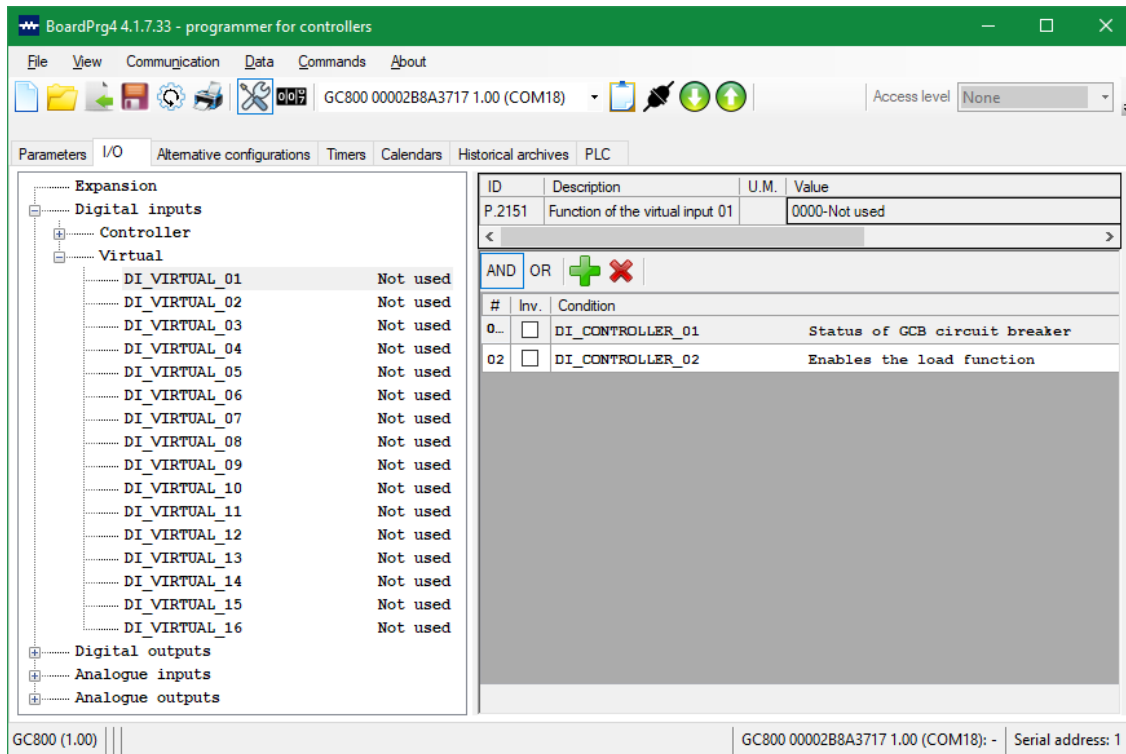 BoardPrg4 4.1.7.33 - programmer for controllers
File View Communication Data Commands About
GC800 00002B8A3717 1.00 (COM18) Access level None
Parameters I/O Alternative configurations Timers Calendars Historical archives PLC
Expansion
Digital inputs
Controller
Virtual
DI_VIRTUAL_01 Not used
DI_VIRTUAL_02 Not used
DI_VIRTUAL_03 Not used
DI_VIRTUAL_04 Not used
DI_VIRTUAL_05 Not used
DI_VIRTUAL_06 Not used
DI_VIRTUAL_07 Not used
DI_VIRTUAL_08 Not used
DI_VIRTUAL_09 Not used
DI_VIRTUAL_10 Not used
DI_VIRTUAL_11 Not used
DI_VIRTUAL_12 Not used
DI_VIRTUAL_13 Not used
DI_VIRTUAL_14 Not used
DI_VIRTUAL_15 Not used
DI_VIRTUAL_16 Not used
Digital outputs
Analogue inputs
Analogue outputs
ID Description U.M. Value
P.2151 Function of the virtual input 01 0000-Not used
AND OR
# Inv. Condition
0... DI_CONTROLLER_01 Status of GCB circuit breaker
02 DI_CONTROLLER_02 Enables the load function
GC800 (1.00) GC800 00002B8A3717 1.00 (COM18): - Serial address: 1